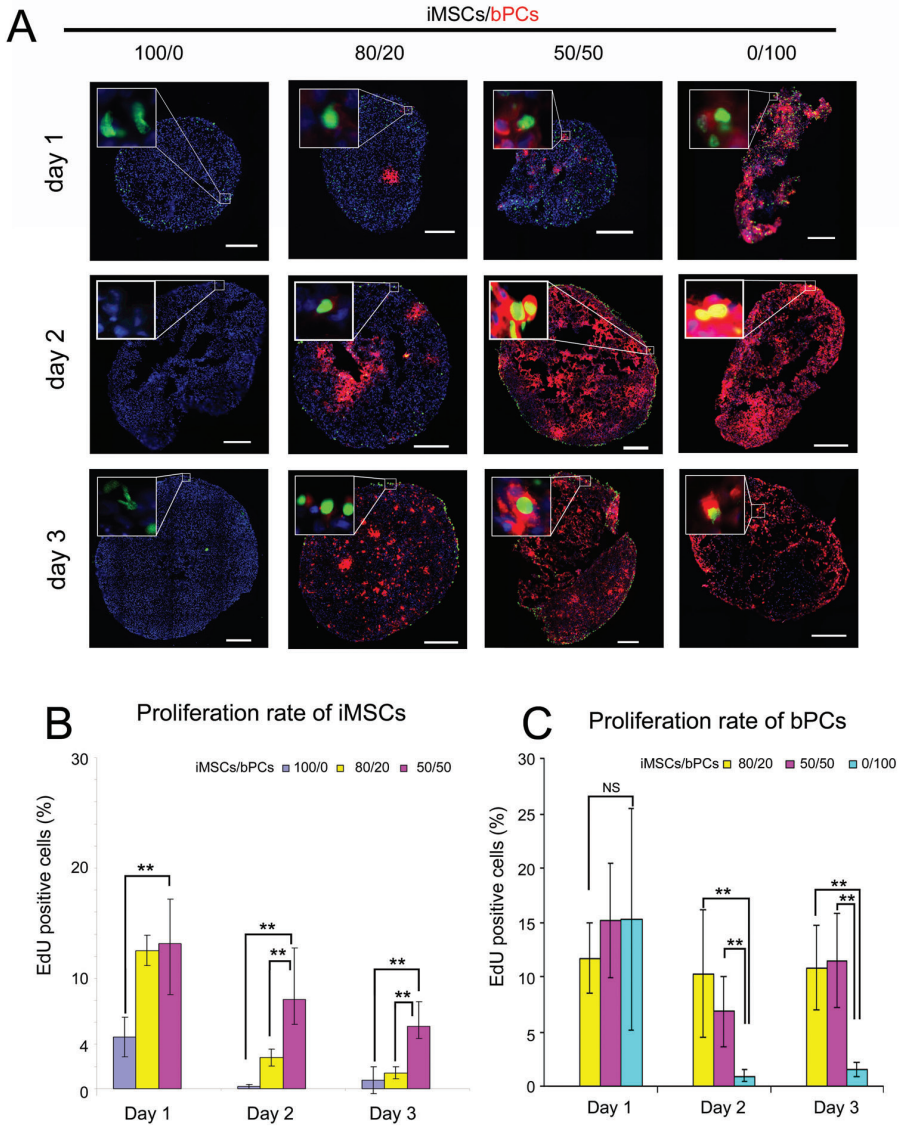 A
iMSCs/bPCs
100/0 80/20 50/50 0/100
day 1
day 2
day 3
B
Proliferation rate of iMSCs
iMSCs/bPCs 100/0 80/20 50/50
EdU positive cells (%)
30
20
10
4
0
**
**
**
**
**
Day 1 Day 2 Day 3
C
Proliferation rate of bPCs
iMSCs/bPCs 80/20 50/50 0/100
EdU positive cells (%)
30
25
20
15
10
5
0
NS
**
**
**
**
Day 1 Day 2 Day 3